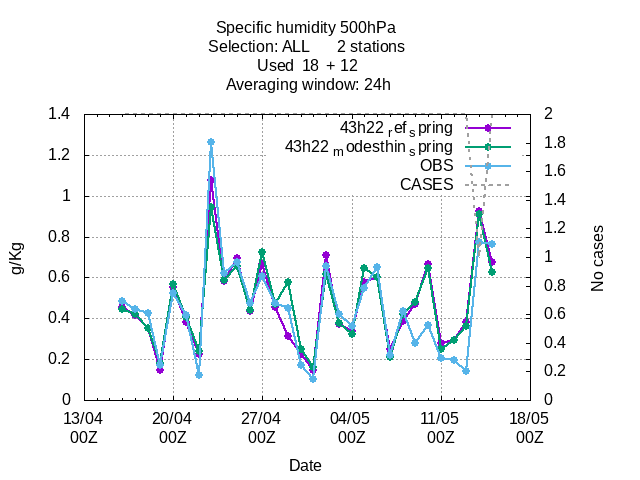 Specific humidity 500hPa
Selection: ALL      2 stations
Used  18  + 12
Averaging window: 24h
43h22 ref spring
43h22 modesthin spring
OBS
CASES
1.4
1.2
1
0.8
0.6
0.4
0.2
0
2
1.8
1.6
1.4
1.2
1
0.8
0.6
0.4
0.2
0
g/Kg
No cases
13/04 20/04 27/04 04/05 11/05 18/05
00Z 00Z 00Z 00Z 00Z 00Z
Date